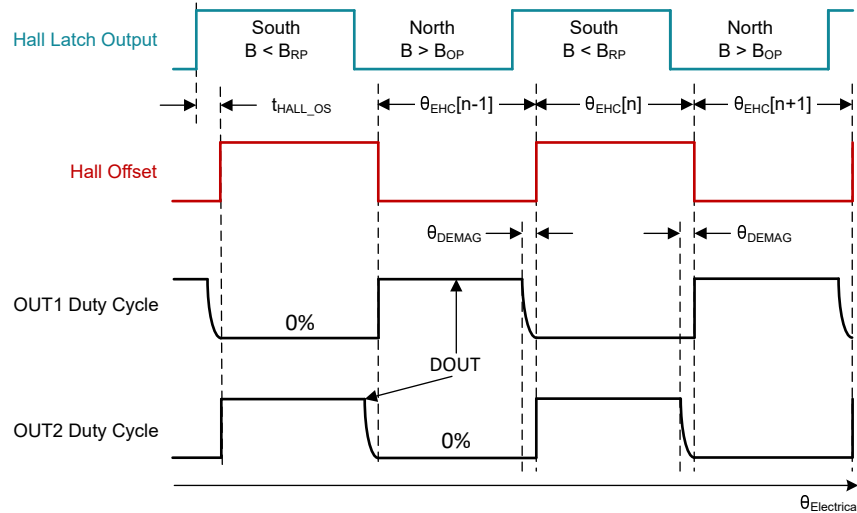 Hall Latch Output
South
B < BRP
North
B > BOP
South
B < BRP
North
B > BOP
tHALL_OS
θEHC[n-1]
θEHC[n]
θEHC[n+1]
Hall Offset
θDEMAG
θDEMAG
OUT1 Duty Cycle
0%
DOUT
OUT2 Duty Cycle
0%
θElectrica